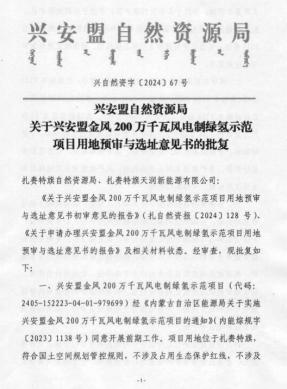 兴安盟自然资源局
兴自然资字〔2024〕67号
兴安盟自然资源局
关于兴安盟金风200万千瓦风电制绿氢示范
项目用地预审与选址意见书的批复
扎赉特旗自然资源局、扎赉特旗天润新能源有限公司：
《关于兴安盟金风200万千瓦风电制绿氢示范项目用地预审
与选址意见书初审意见的报告》（扎自然资报〔2024〕128号）、
《关于申请办理兴安盟金风200万千瓦风电制绿氢示范项目用地
预审与选址意见书的报告》及相关材料收悉。经审查，现批复如
下：
一、兴安盟金风200万千瓦风电制绿氢示范项目（代码：
2405-152223-04-01-979699）经《内蒙古自治区能源局关于实施
兴安盟金风200万千瓦风电制绿氢示范项目的通知》（内能综规字
〔2023〕1138号）同意开展前期工作。项目用地位于扎赉特旗，
符合国土空间规划管控规则，不涉及占用生态保护红线，不涉及
-1-